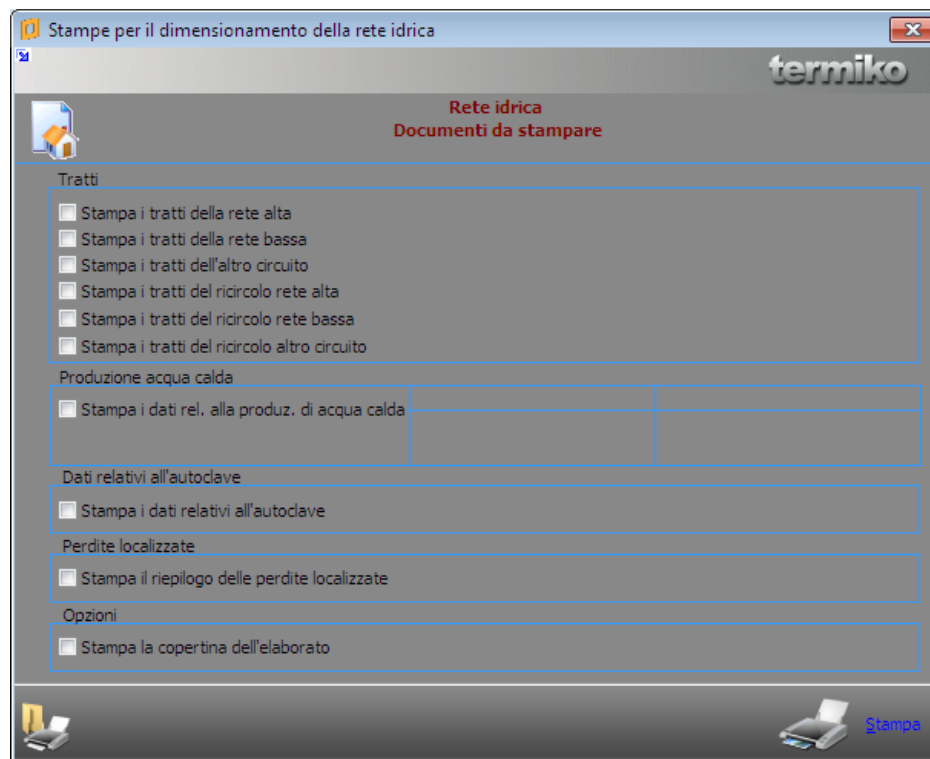 Stampe per il dimensionamento della rete idrica
termiko
Rete idrica
Documenti da stampare
Tratti
Stampa i tratti della rete alta
Stampa i tratti della rete bassa
Stampa i tratti dell'altro circuito
Stampa i tratti del ricircolo rete alta
Stampa i tratti del ricircolo rete bassa
Stampa i tratti del ricircolo altro circuito
Produzione acqua calda
Stampa i dati rel. alla produz. di acqua calda
Dati relativi all'autoclave
Stampa i dati relativi all'autoclave
Perdite localizzate
Stampa il riepilogo delle perdite localizzate
Opzioni
Stampa la copertina dell'elaborato
Stampa